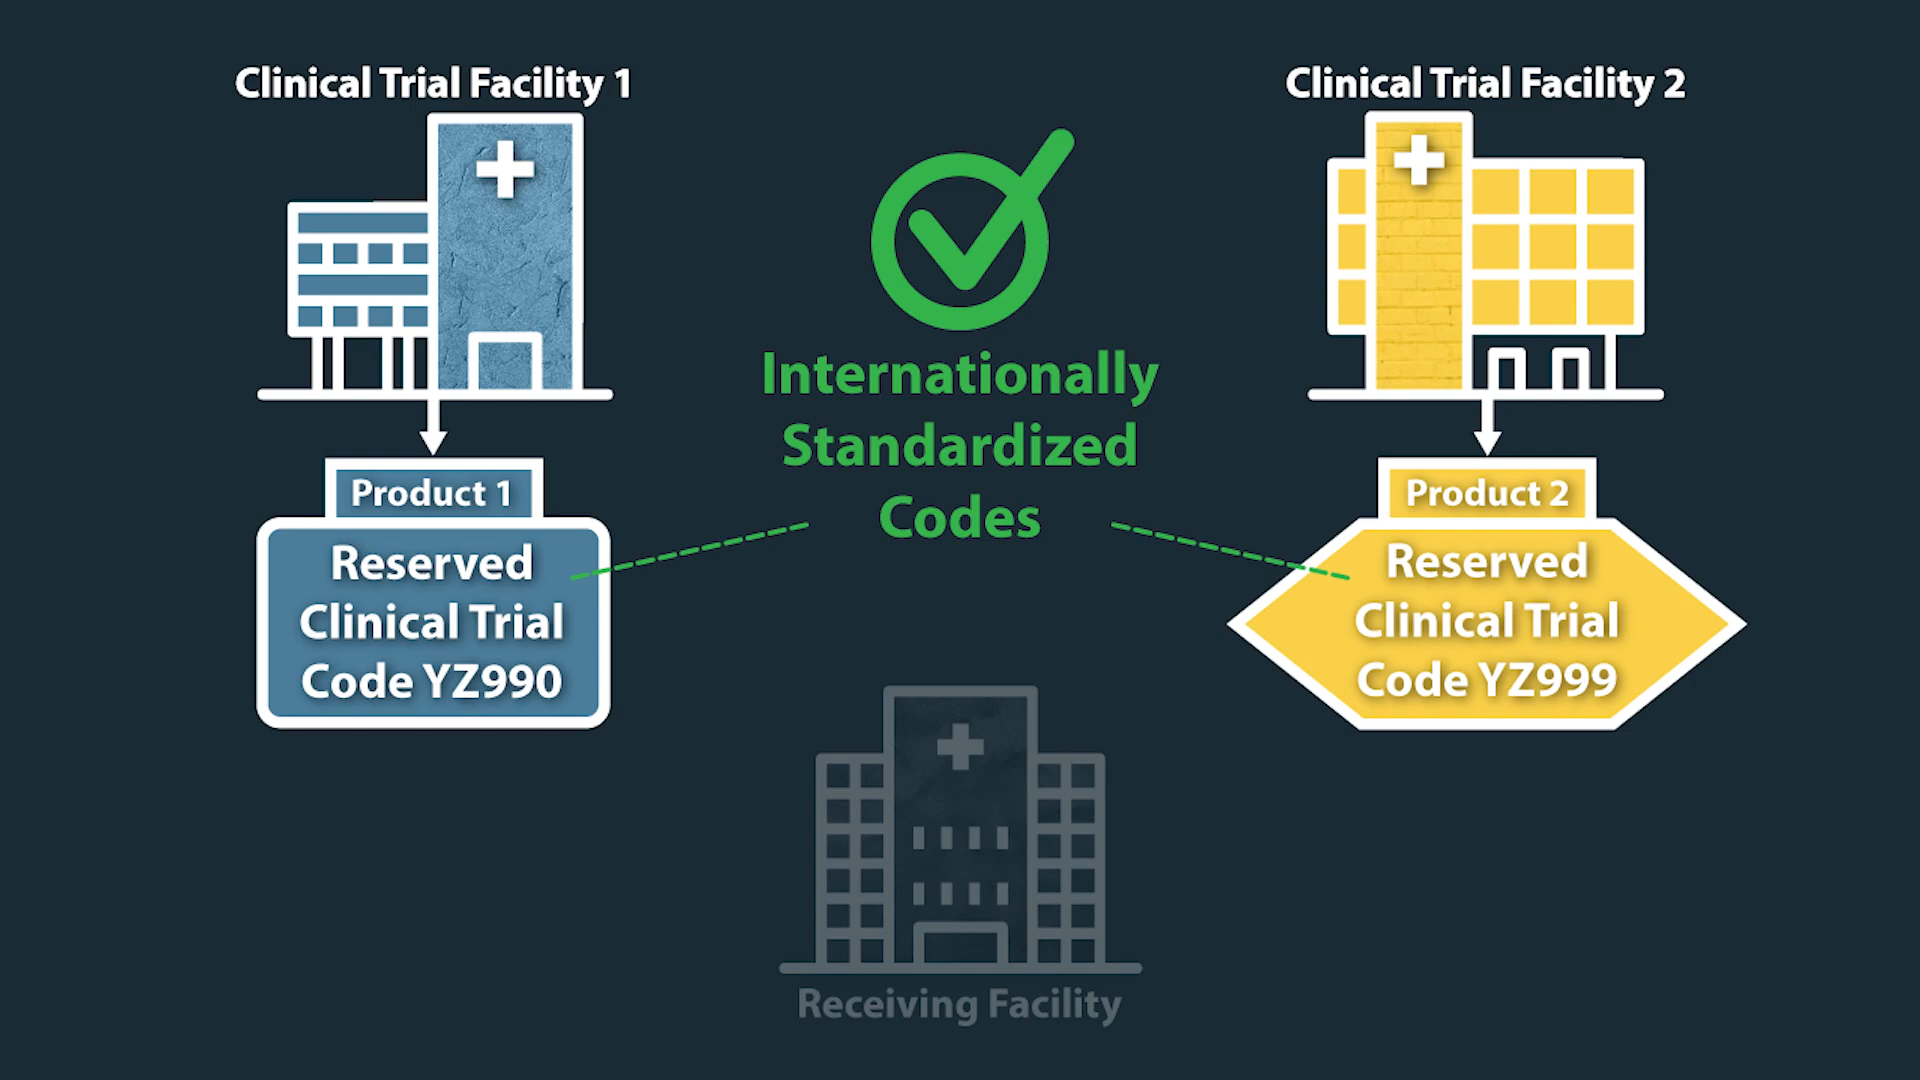 Clinical Trial Facility 1
Clinical Trial Facility 2
Internationally
Standardized
Codes
Product 1
Reserved
Clinical Trial
Code YZ990
Product 2
Reserved
Clinical Trial
Code YZ999
Receiving Facility